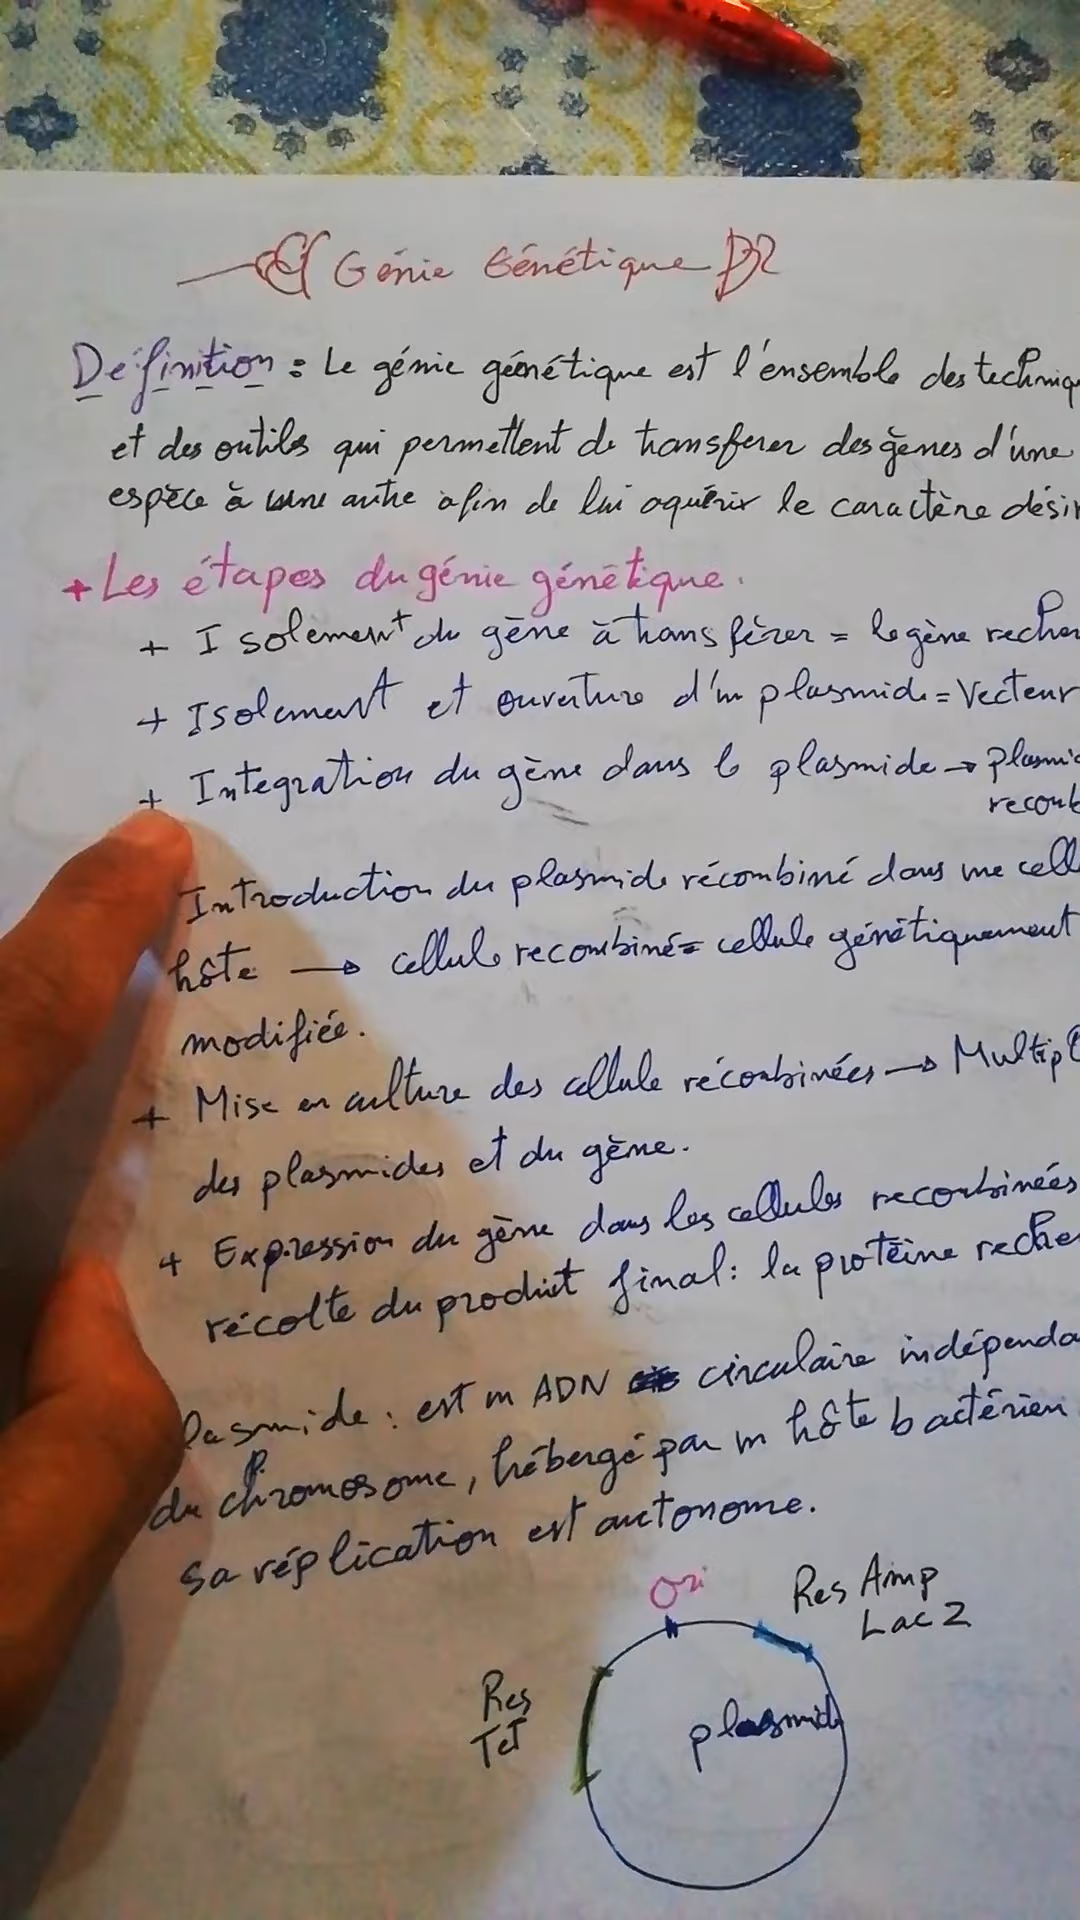 Génie Génétique
Définition : Le génie génétique est l'ensemble des techniq
et des outils qui permettent de transferer des gènes d'une
espèce à une autre afin de lui aquérir le caractère désir
+ Les étapes du génie génétique.
+ Isolement du gène à transférer = le gène recher
+ Isolement et ouverture d'un plasmide = Vecteur
+ Integration du gène dans le plasmide → plasmi
recomb
+ Introduction du plasmide récombiné dans une cell
hôte → cellule recombiné = cellule génétiquement
modifiée.
+ Mise en culture des cellule récombinées → Multipl
des plasmides et du gène.
+ Expression du gène dans les cellules recombinées
récolte du produit final : la protéine recher
lasmide : est un ADN circulaire indépenda
du chromosome, hébergé par un hôte bactérien
sa réplication est autonome.
Ori
Res Amp
Lac Z
Res
TeT
plasmide